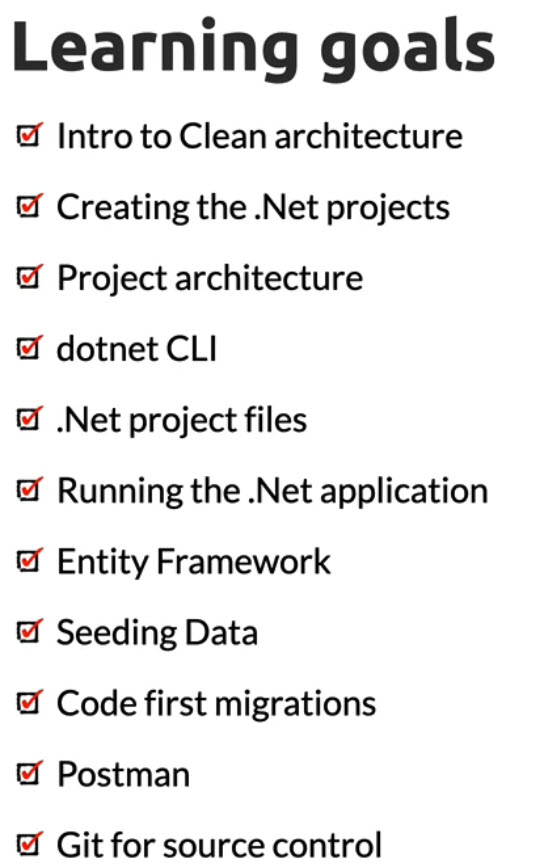 Learning goals
Intro to Clean architecture
Creating the .Net projects
Project architecture
dotnet CLI
.Net project files
Running the .Net application
Entity Framework
Seeding Data
Code first migrations
Postman
Git for source control